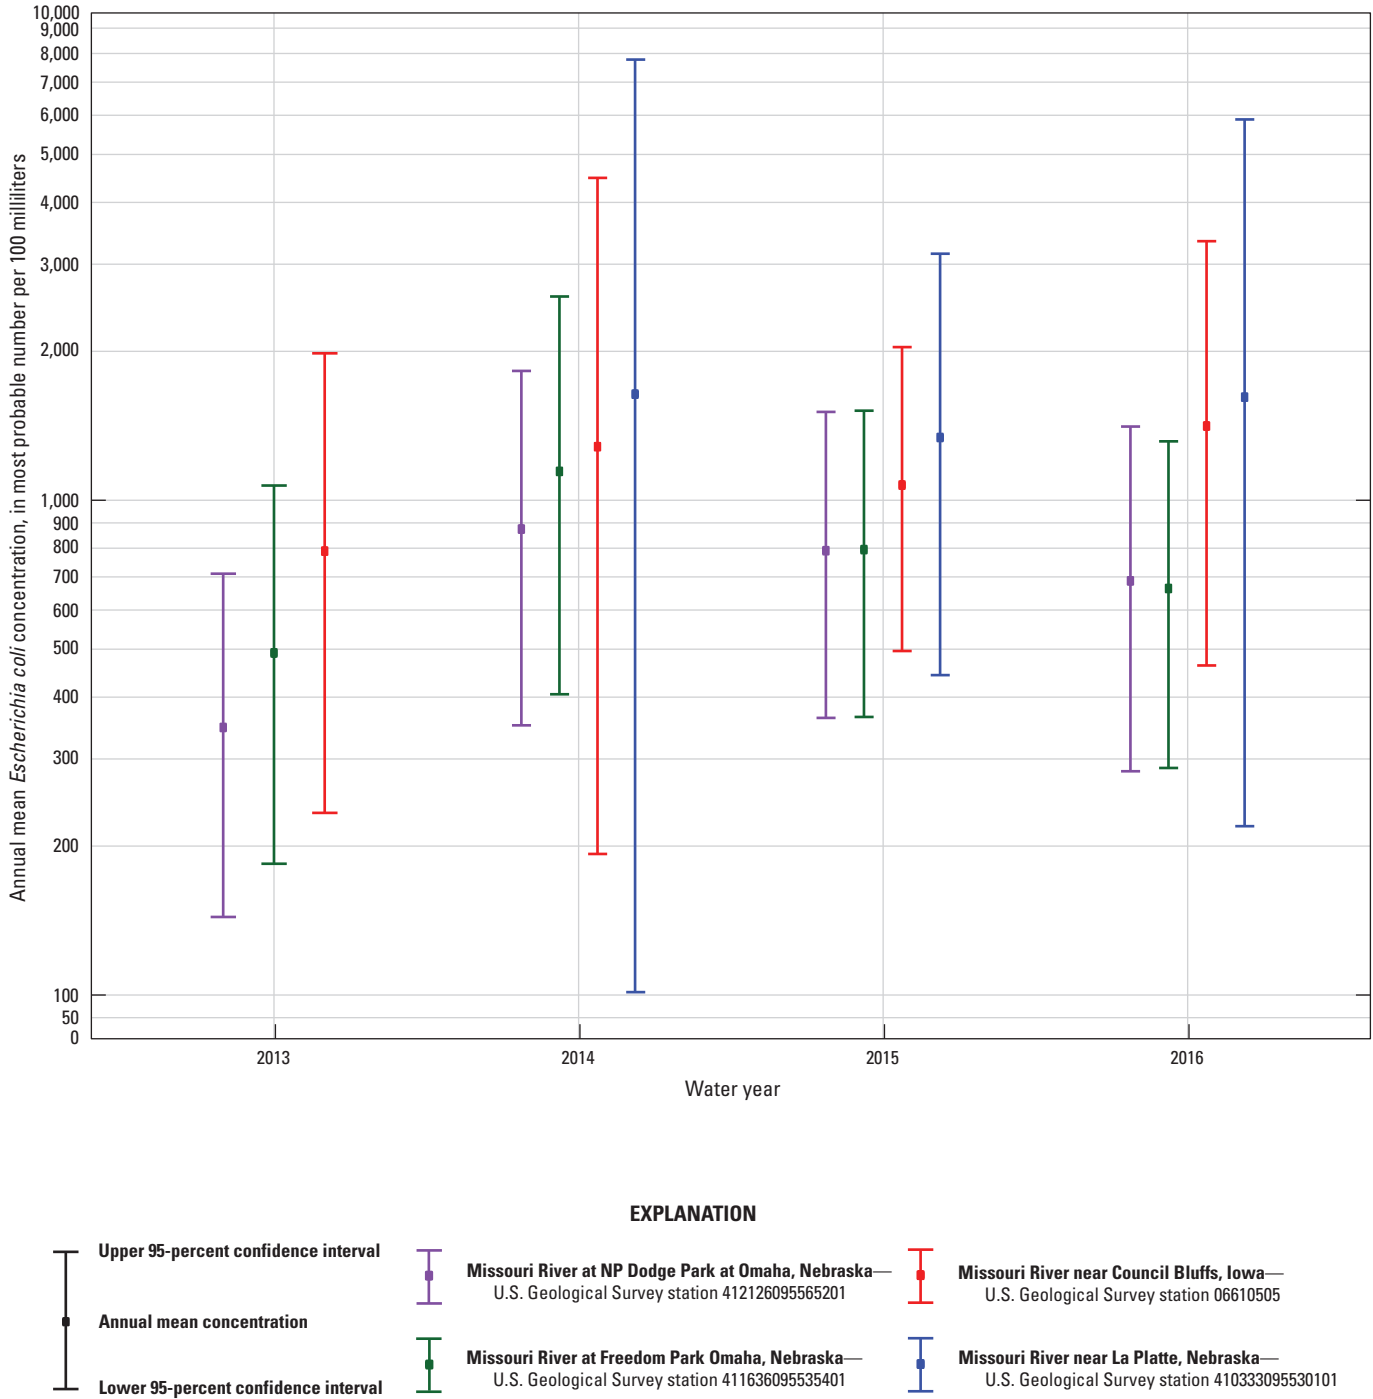 Annual mean Escherichia coli concentration, in most probable number per 100 milliliters
10,000
9,000
8,000
7,000
6,000
5,000
4,000
3,000
2,000
1,000
900
800
700
600
500
400
300
200
100
50
0
2013 2014 2015 2016
Water year
EXPLANATION
Upper 95-percent confidence interval
Annual mean concentration
Lower 95-percent confidence interval
Missouri River at NP Dodge Park at Omaha, Nebraska—
U.S. Geological Survey station 412126095565201
Missouri River at Freedom Park Omaha, Nebraska—
U.S. Geological Survey station 411636095535401
Missouri River near Council Bluffs, Iowa—
U.S. Geological Survey station 06610505
Missouri River near La Platte, Nebraska—
U.S. Geological Survey station 410333095530101